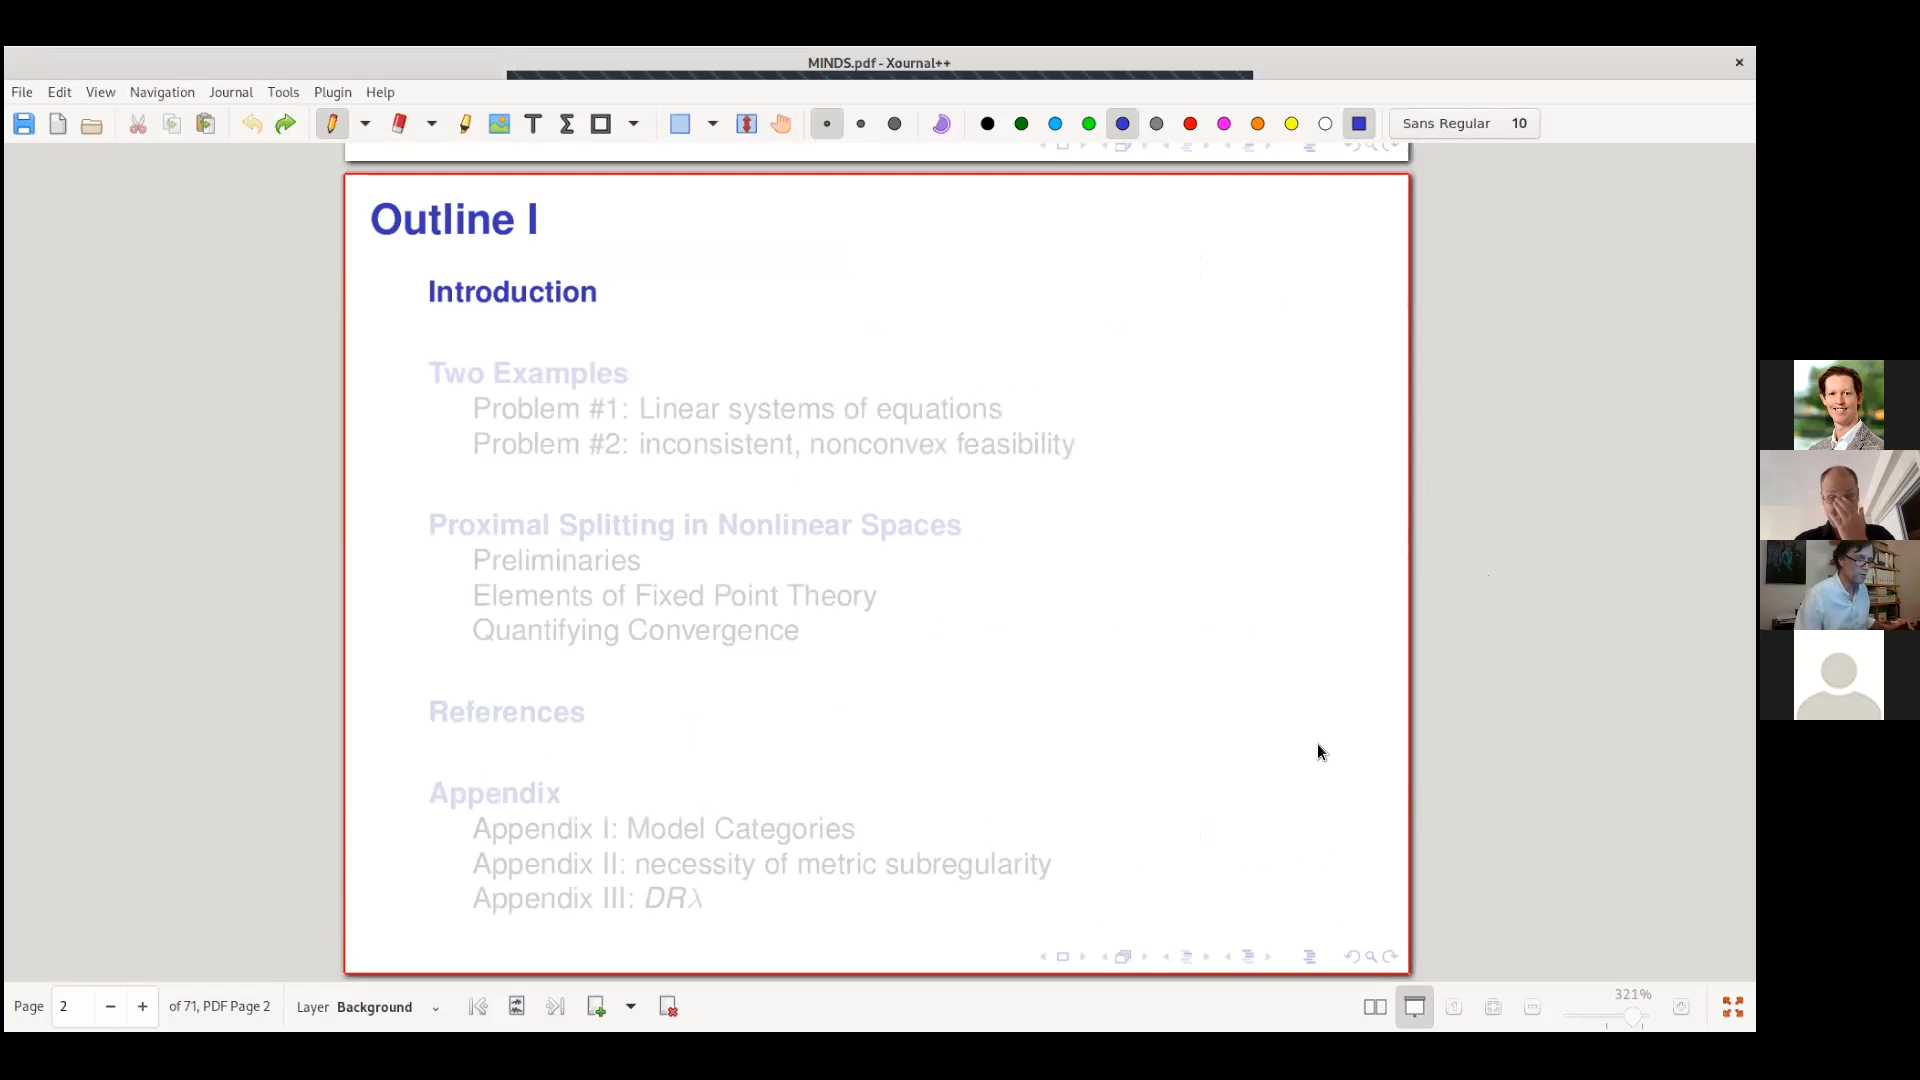 MINDS.pdf - Xournal++
File Edit View Navigation Journal Tools Plugin Help
Sans Regular 10
Outline I
Introduction
Two Examples
Problem #1: Linear systems of equations
Problem #2: inconsistent, nonconvex feasibility
Proximal Splitting in Nonlinear Spaces
Preliminaries
Elements of Fixed Point Theory
Quantifying Convergence
References
Appendix
Appendix I: Model Categories
Appendix II: necessity of metric subregularity
Appendix III: DRλ
Page 2 of 71, PDF Page 2 Layer Background 321%